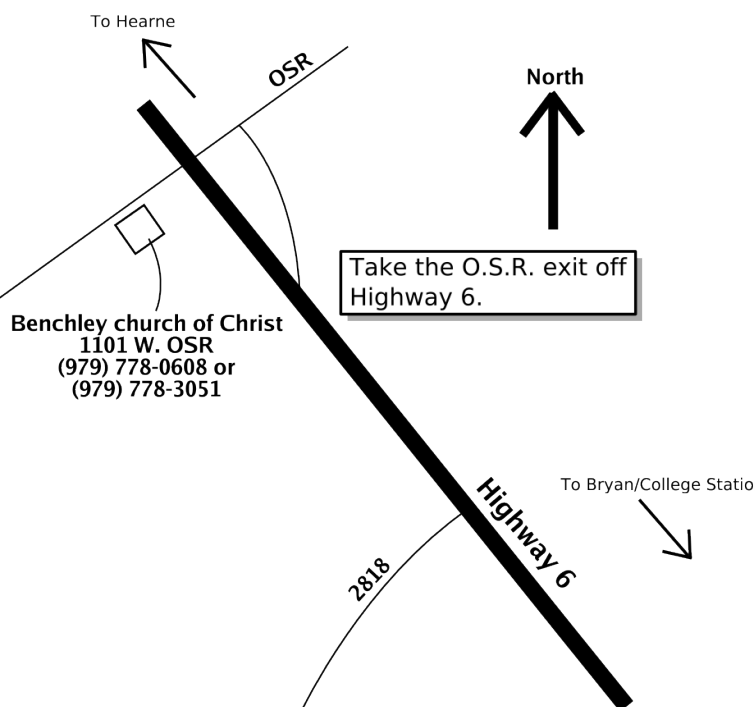 To Hearne
OSR
North
Take the O.S.R. exit off
Highway 6.
Benchley church of Christ
1101 W. OSR
(979) 778-0608 or
(979) 778-3051
To Bryan/College Statio
Highway 6
2818